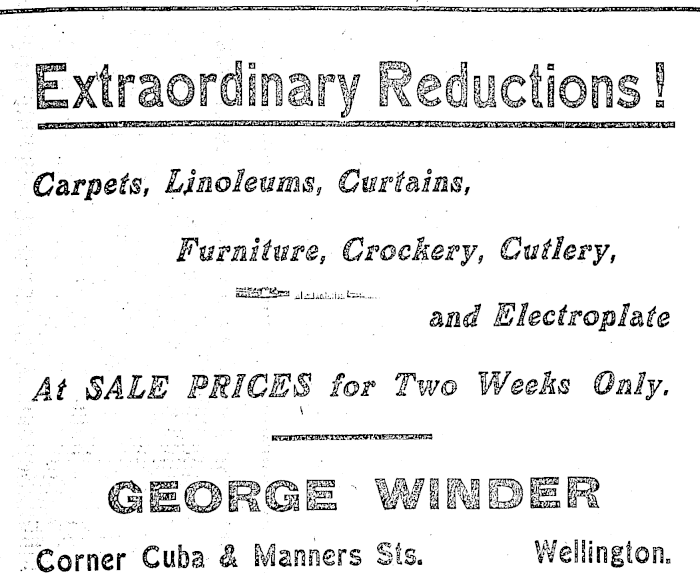 Extraordinary Reductions!
Carpets, Linoleums, Curtains,
Furniture, Crockery, Cutlery,
and Electroplate
At SALE PRICES for Two Weeks Only.
GEORGE WINDER
Corner Cuba & Manners Sts. Wellington.